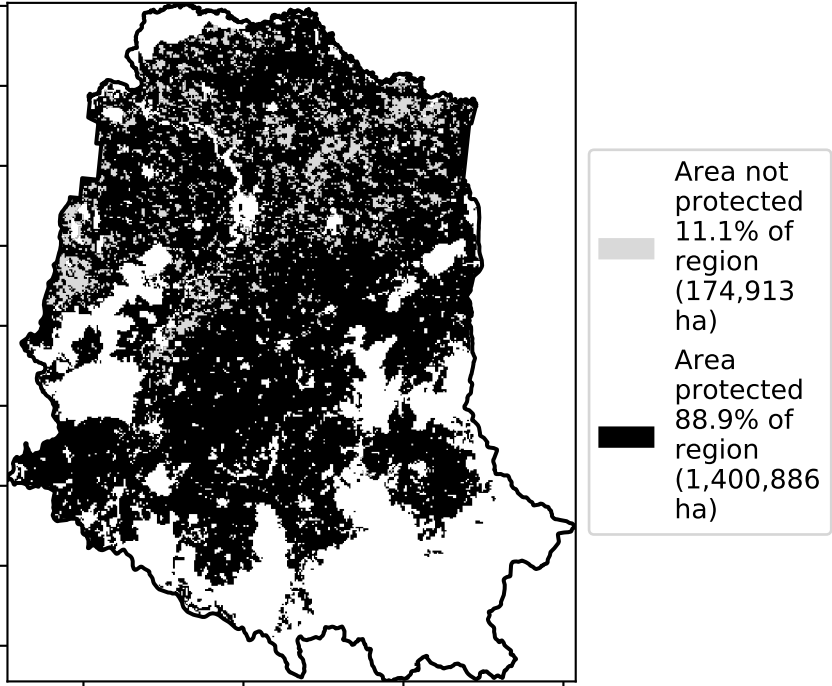 Area not
protected
11.1% of
region
(174,913
ha)
Area
protected
88.9% of
region
(1,400,886
ha)